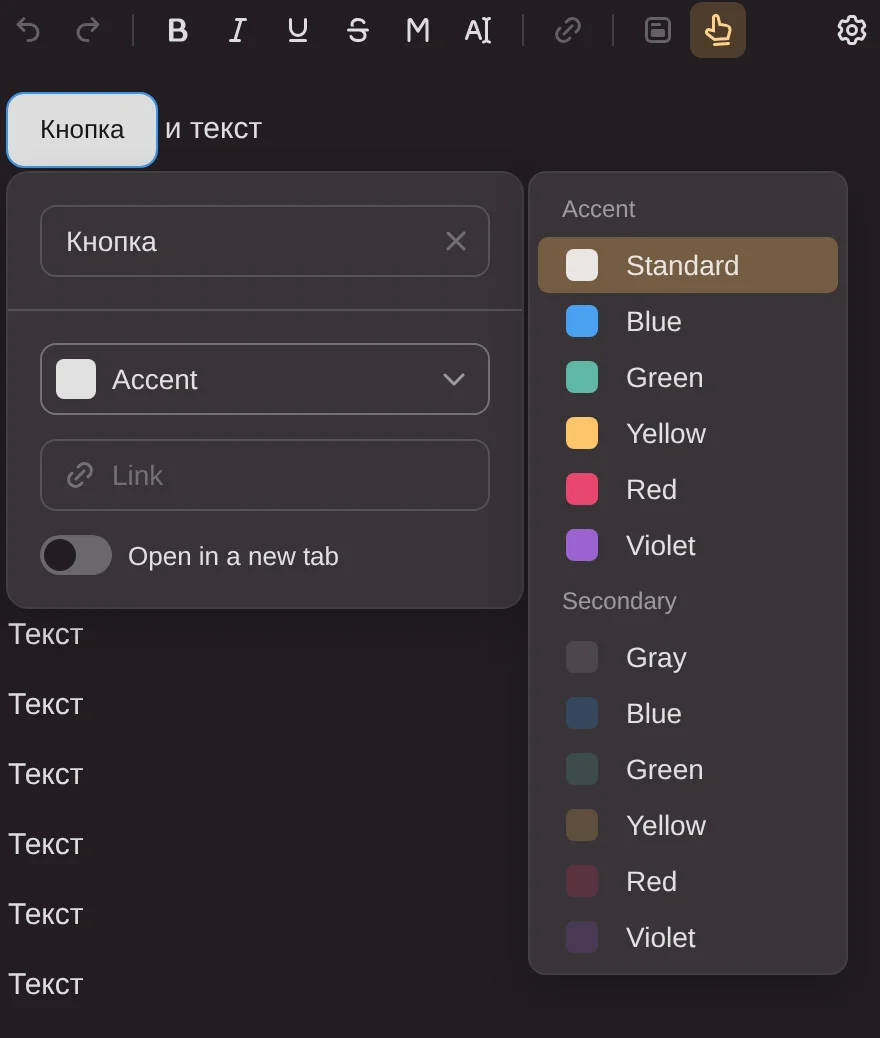 B I U S M AI
Кнопка и текст
Кнопка
Accent
Link
Open in a new tab
Accent
Standard
Blue
Green
Yellow
Red
Violet
Secondary
Gray
Blue
Green
Yellow
Red
Violet
Текст
Текст
Текст
Текст
Текст
Текст